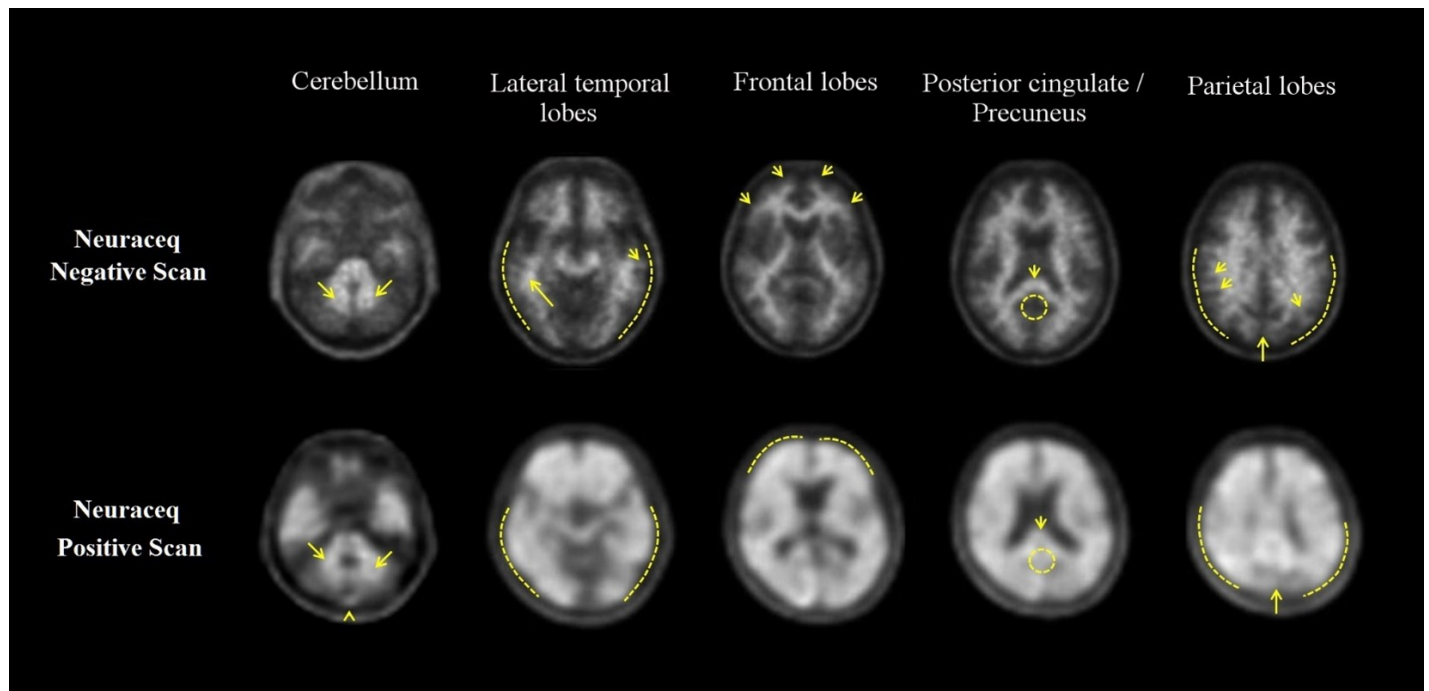 Cerebellum
Lateral temporal
lobes
Frontal lobes
Posterior cingulate /
Precuneus
Parietal lobes
Neuraceq
Negative Scan
Neuraceq
Positive Scan